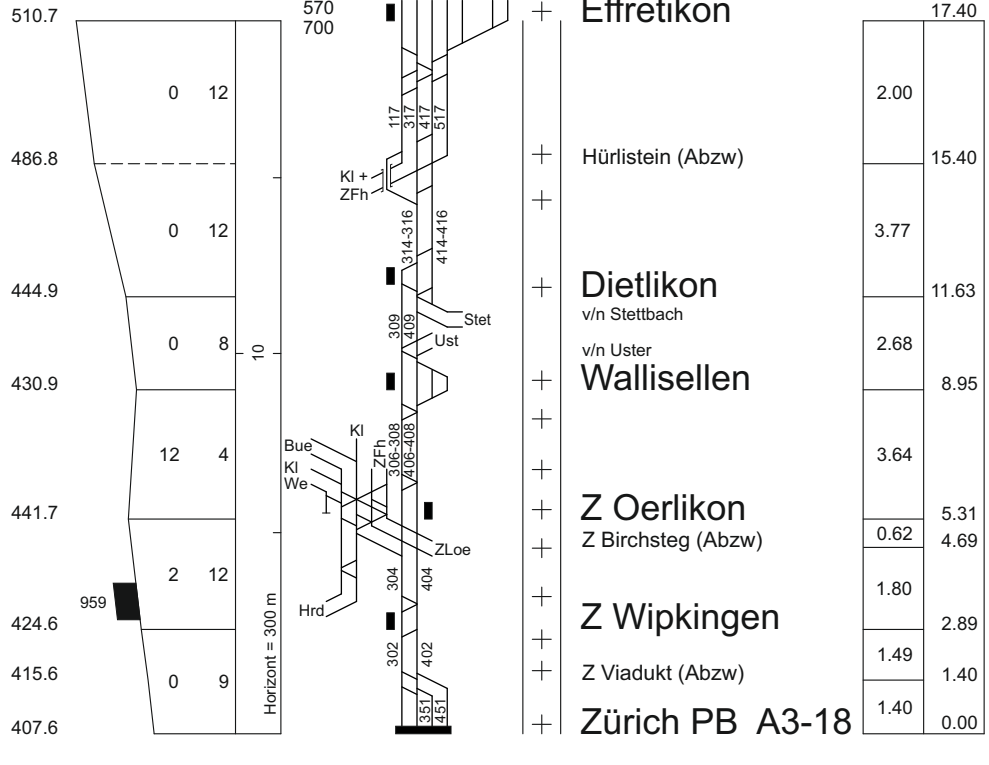 510.7 570 Effretikon 17.40
700
0 12 2.00
117 317 417 517
486.8 Hürlistein (Abzw) 15.40
Kl +
ZFh
0 12 314-316 414-416 3.77
444.9 Dietlikon 11.63
v/n Stettbach
Stet
309 409
0 8 10 Ust v/n Uster 2.68
430.9 Wallisellen 8.95
Kl
Bue ZFh 306-308 406-408
12 4 Kl 3.64
We
441.7 Z Oerlikon 5.31
0.62
Z Birchsteg (Abzw) 4.69
ZLoe
2 12 304 404 1.80
959 Hrd
424.6 Z Wipkingen 2.89
Horizont = 300 m
302 402 1.49
415.6 Z Viadukt (Abzw) 1.40
0 9
351 451 1.40
407.6 Zürich PB A3-18 0.00